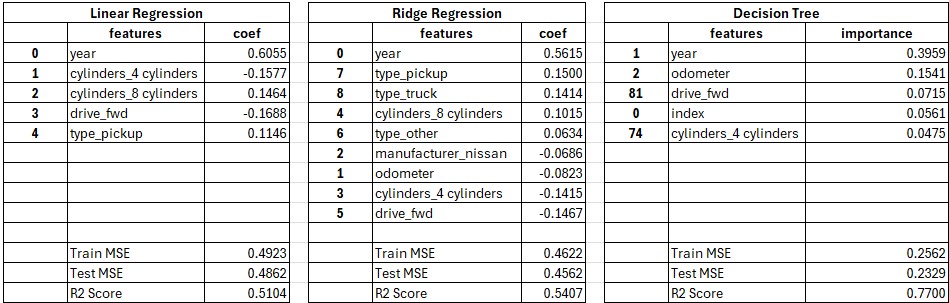 Linear Regression Ridge Regression Decision Tree
features coef features coef features importance
0 year 0.6055 0 year 0.5615 1 year 0.3959
1 cylinders_4 cylinders -0.1577 7 type_pickup 0.1500 2 odometer 0.1541
2 cylinders_8 cylinders 0.1464 8 type_truck 0.1414 81 drive_fwd 0.0715
3 drive_fwd -0.1688 4 cylinders_8 cylinders 0.1015 0 index 0.0561
4 type_pickup 0.1146 6 type_other 0.0634 74 cylinders_4 cylinders 0.0475
2 manufacturer_nissan -0.0686
1 odometer -0.0823
3 cylinders_4 cylinders -0.1415
5 drive_fwd -0.1467
Train MSE 0.4923 Train MSE 0.4622 Train MSE 0.2562
Test MSE 0.4862 Test MSE 0.4562 Test MSE 0.2329
R2 Score 0.5104 R2 Score 0.5407 R2 Score 0.7700